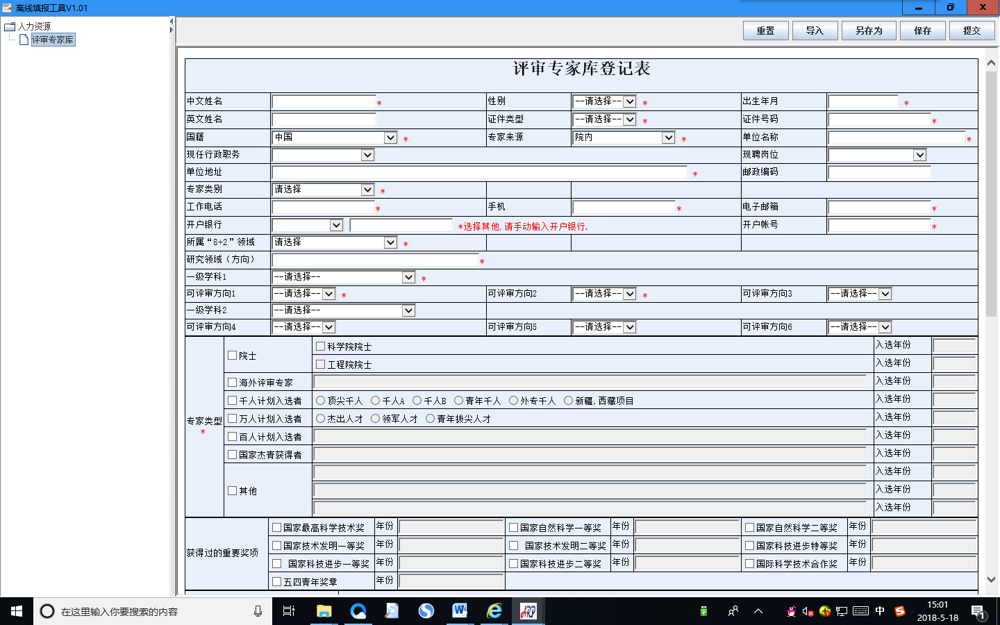 离线填报工具V1.01
人力资源
评审专家库
重置 导入 另存为 保存 提交
评审专家库登记表
中文姓名 * 性别 --请选择-- * 出生年月 *
英文姓名 证件类型 --请选择-- * 证件号码 *
国籍 中国 * 专家来源 院内 * 单位名称 *
现任行政职务 现聘岗位
单位地址 * 邮政编码
专家类别 请选择 *
工作电话 * 手机 * 电子邮箱 *
开户银行 *选择其他,请手动输入开户银行. 开户帐号 *
所属“8+2”领域 请选择 *
研究领域（方向） *
一级学科1 --请选择-- *
可评审方向1 --请选择-- * 可评审方向2 --请选择-- * 可评审方向3 --请选择--
一级学科2 --请选择--
可评审方向4 --请选择-- 可评审方向5 --请选择-- 可评审方向6 --请选择--
专家类型
*
院士 科学院院士 入选年份
工程院院士 入选年份
海外评审专家 入选年份
千人计划入选者 顶尖千人 千人A 千人B 青年千人 外专千人 新疆,西藏项目 入选年份
万人计划入选者 杰出人才 领军人才 青年拔尖人才 入选年份
百人计划入选者 入选年份
国家杰青获得者 入选年份
其他 入选年份
入选年份
入选年份
获得过的重要奖项
国家最高科学技术奖 年份 国家自然科学一等奖 年份 国家自然科学二等奖 年份
国家技术发明一等奖 年份 国家技术发明二等奖 年份 国家科技进步特等奖 年份
国家科技进步一等奖 年份 国家科技进步二等奖 年份 国际科学技术合作奖 年份
五四青年奖章 年份
在这里输入你要搜索的内容
ARP
中
15:01
2018-5-18
1